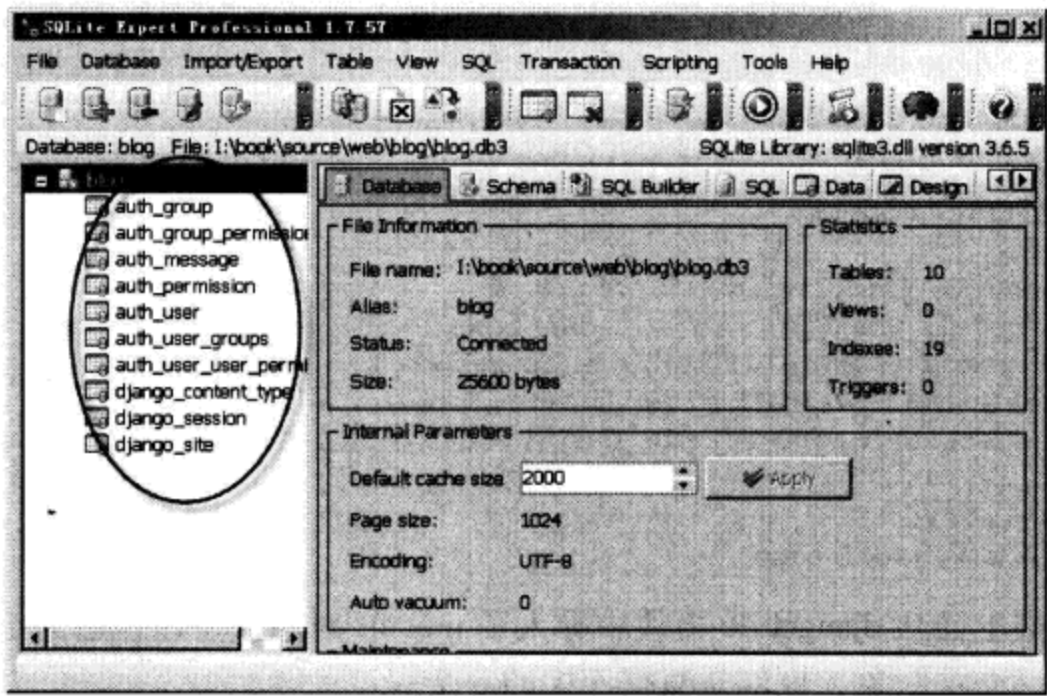 SQLite Expert Professional 1.7.57
File Database Import/Export Table View SQL Transaction Scripting Tools Help
Database: blog File: I:\book\source\web\blog\blog.db3 SQLite Library: sqlite3.dll version 3.6.5
blog
auth_group
auth_group_permission
auth_message
auth_permission
auth_user
auth_user_groups
auth_user_user_permi
django_content_type
django_session
django_site
Database Schema SQL Builder SQL Data Design
File Information
File name: I:\book\source\web\blog\blog.db3
Alias: blog
Status: Connected
Size: 25600 bytes
Statistics
Tables: 10
Views: 0
Indexes: 19
Triggers: 0
Internal Parameters
Default cache size 2000 Apply
Page size: 1024
Encoding: UTF-8
Auto vacuum: 0
Maintenance